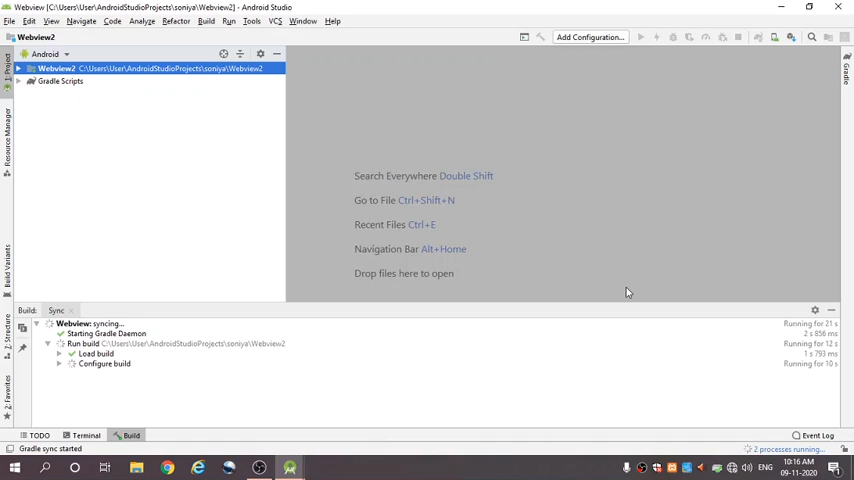 Webview [C:\Users\User\AndroidStudioProjects\soniya\Webview2] - Android Studio
File Edit View Navigate Code Analyze Refactor Build Run Tools VCS Window Help
Webview2
Add Configuration...
Android
Webview2 C:\Users\User\AndroidStudioProjects\soniya\Webview2
Gradle Scripts
1: Project
Resource Manager
Build Variants
7: Structure
2: Favorites
Gradle
Search Everywhere Double Shift
Go to File Ctrl+Shift+N
Recent Files Ctrl+E
Navigation Bar Alt+Home
Drop files here to open
Build: Sync
Webview: syncing... Running for 21 s
Starting Gradle Daemon 2 s 856 ms
Run build C:\Users\User\AndroidStudioProjects\soniya\Webview2 Running for 12 s
Load build 1 s 793 ms
Configure build Running for 10 s
TODO Terminal Build Event Log
Gradle sync started 2 processes running...
ENG
10:16 AM
09-11-2020